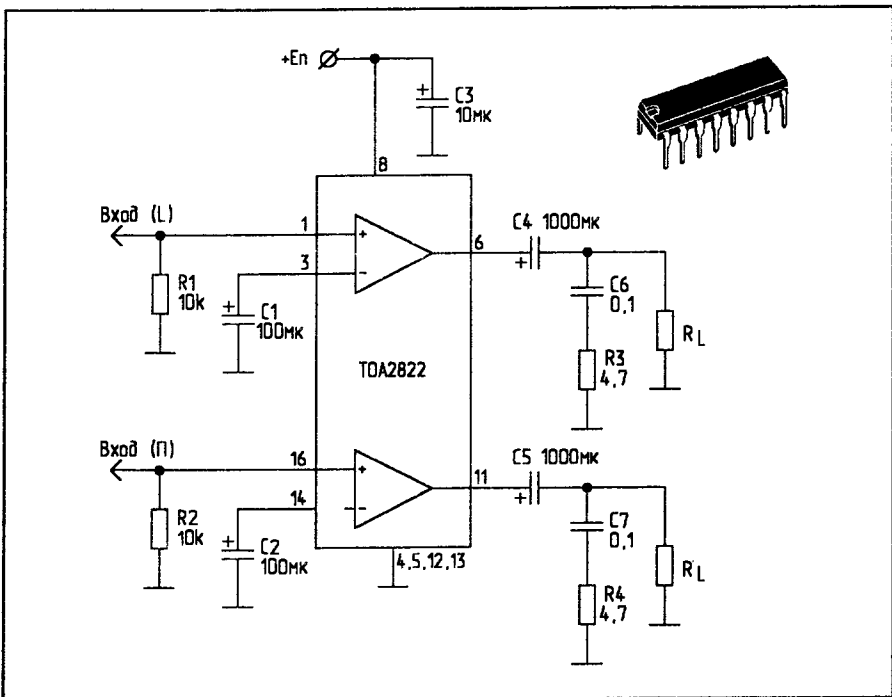 +Eп
C3
10мк
8
Вход (L)
1
+
6
C4 1000мк
+
3
−
R1
10k
+
C1
100мк
C6
0,1
R3
4,7
RL
TDA2822
Вход (П)
16
+
11
C5 1000мк
+
14
−
R2
10k
+
C2
100мк
C7
0,1
R4
4,7
RL
4,5,12,13